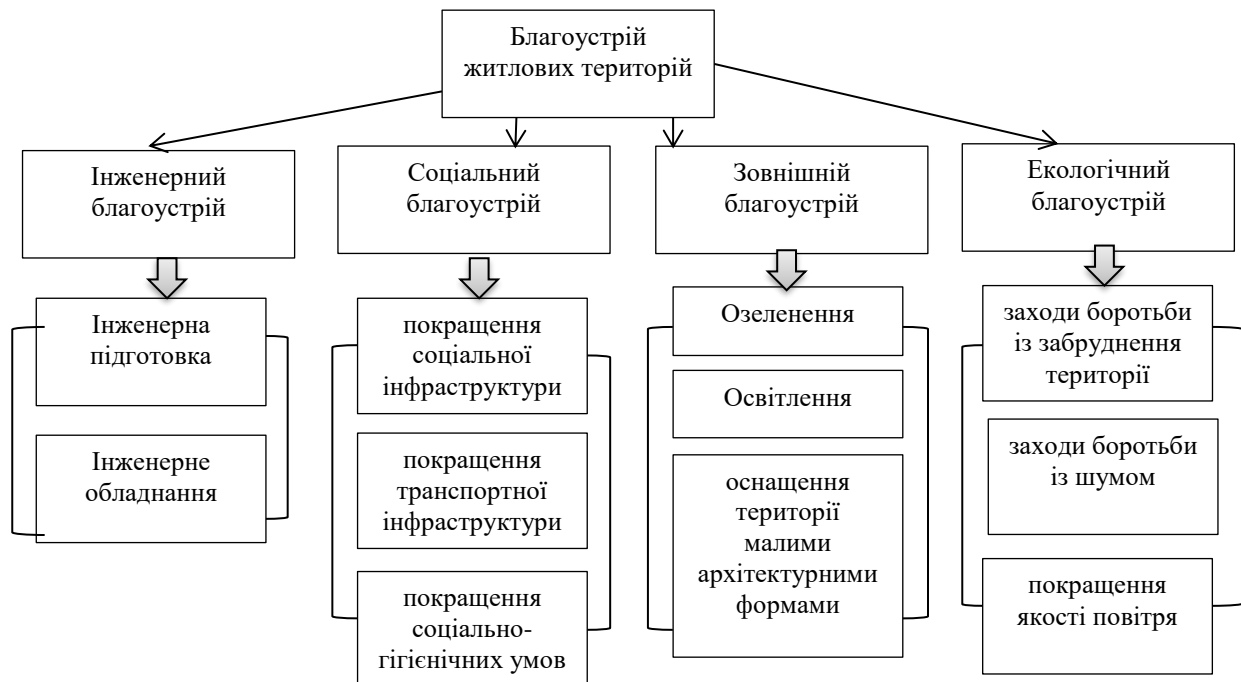 Благоустрій
житлових територій
Інженерний
благоустрій
Соціальний
благоустрій
Зовнішній
благоустрій
Екологічний
благоустрій
Інженерна
підготовка
Інженерне
обладнання
покращення
соціальної
інфраструктури
покращення
транспортної
інфраструктури
покращення
соціально-
гігієнічних умов
Озеленення
Освітлення
оснащення
території
малими
архітектурними
формами
заходи боротьби
із забруднення
території
заходи боротьби
із шумом
покращення
якості повітря